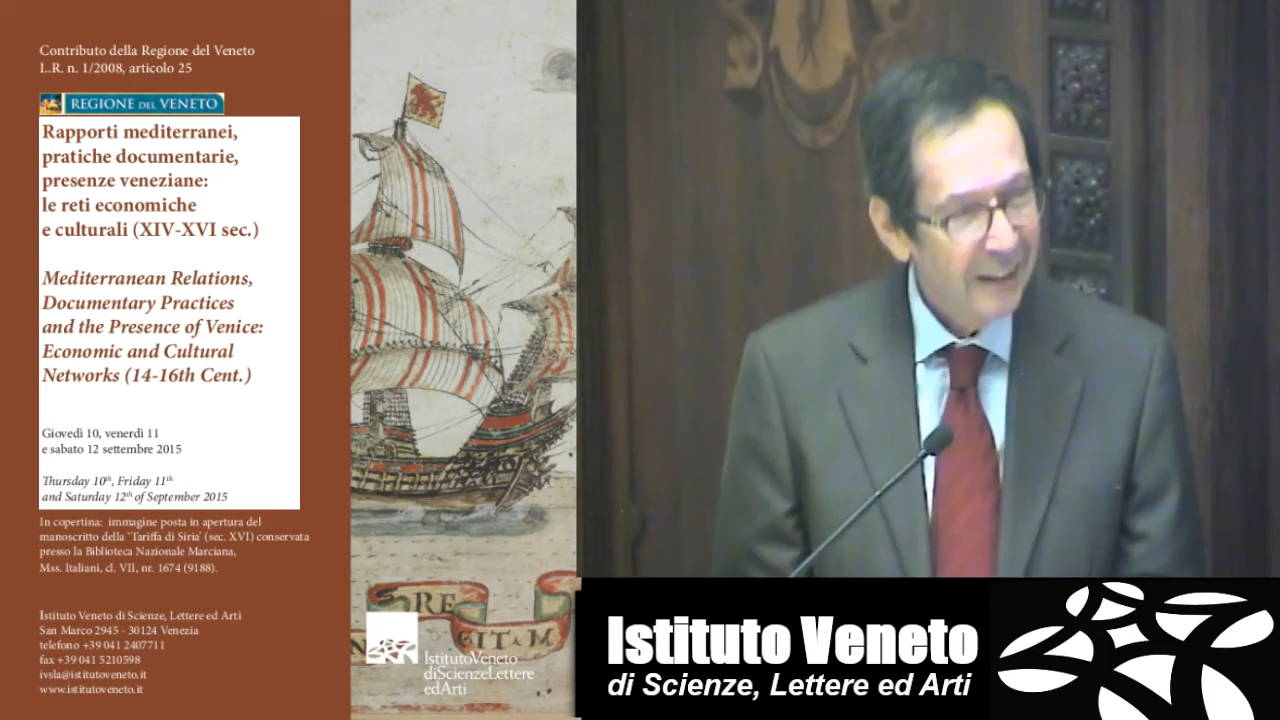 Contributo della Regione del Veneto
L.R. n. 1/2008, articolo 25
REGIONE DEL VENETO
Rapporti mediterranei,
pratiche documentarie,
presenze veneziane:
le reti economiche
e culturali (XIV-XVI sec.)
Mediterranean Relations,
Documentary Practices
and the Presence of Venice:
Economic and Cultural
Networks (14-16th Cent.)
Giovedì 10, venerdì 11
e sabato 12 settembre 2015
Thursday 10th, Friday 11th
and Saturday 12th of September 2015
In copertina: immagine posta in apertura del
manoscritto della 'Tariffa di Siria' (sec. XVI) conservata
presso la Biblioteca Nazionale Marciana,
Mss. Italiani, cl. VII, nr. 1674 (9188).
Istituto Veneto di Scienze, Lettere ed Arti
San Marco 2945 - 30124 Venezia
telefono +39 041 2407711
fax +39 041 5210598
ivsla@istitutoveneto.it
www.istitutoveneto.it
IstitutoVeneto
diScienzeLettere
edArti
Istituto Veneto
di Scienze, Lettere ed Arti